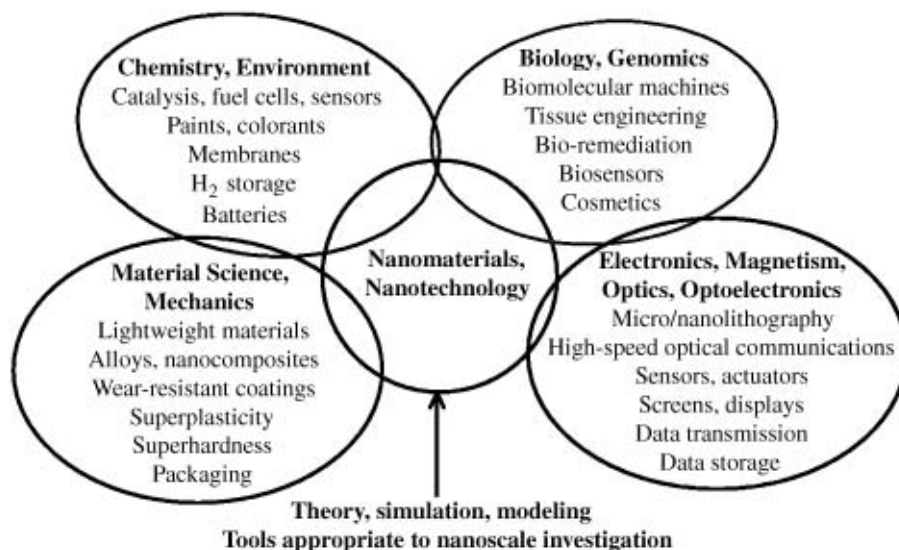 Chemistry, Environment
Catalysis, fuel cells, sensors
Paints, colorants
Membranes
H₂ storage
Batteries
Biology, Genomics
Biomolecular machines
Tissue engineering
Bio-remediation
Biosensors
Cosmetics
Nanomaterials,
Nanotechnology
Material Science,
Mechanics
Lightweight materials
Alloys, nanocomposites
Wear-resistant coatings
Superplasticity
Superhardness
Packaging
Electronics, Magnetism,
Optics, Optoelectronics
Micro/nanolithography
High-speed optical communications
Sensors, actuators
Screens, displays
Data transmission
Data storage
Theory, simulation, modeling
Tools appropriate to nanoscale investigation